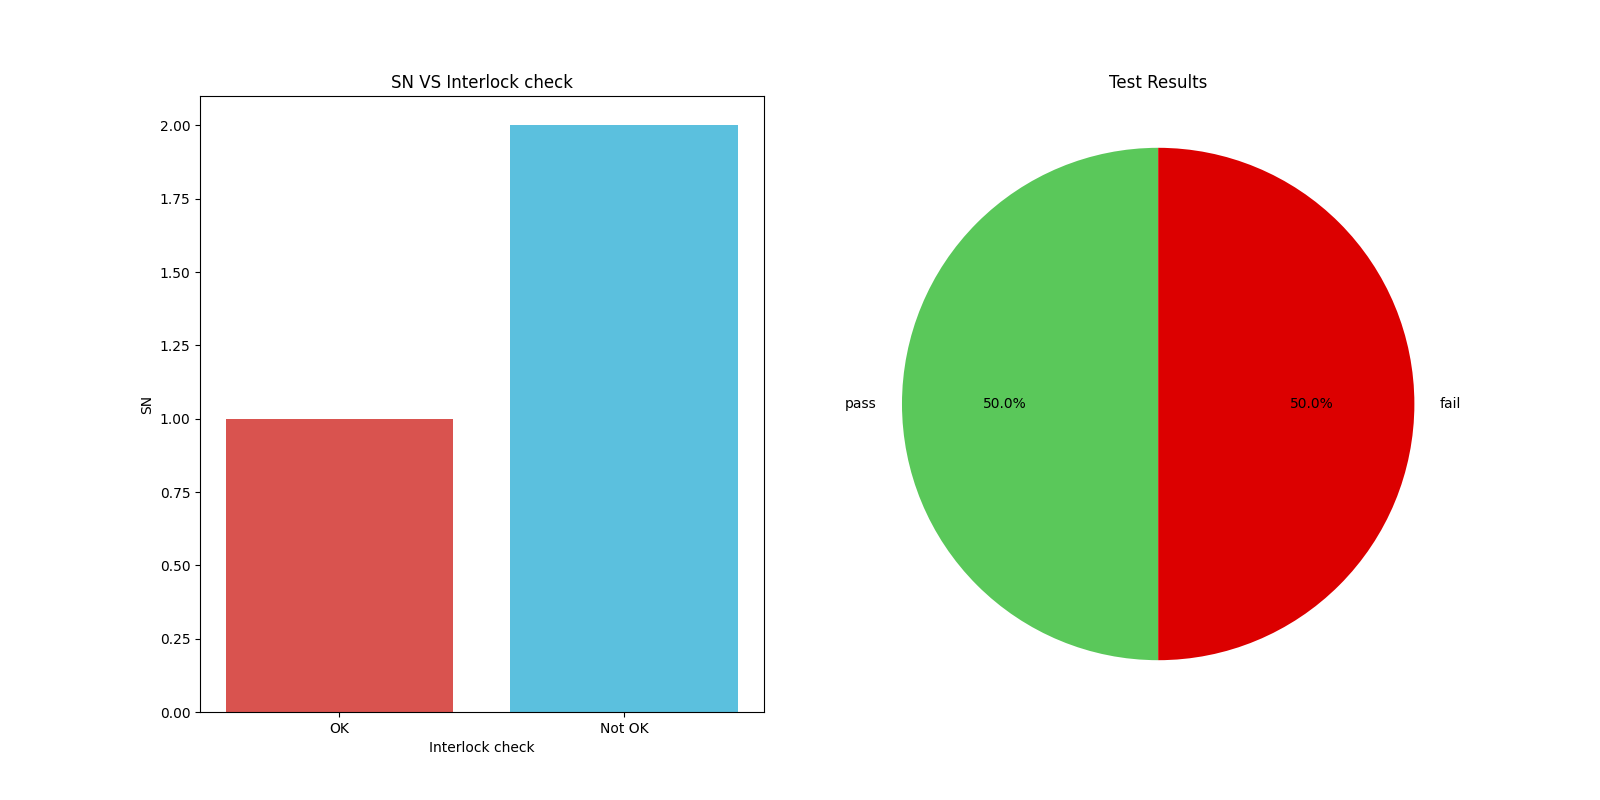 SN VS Interlock check
2.00
1.75
1.50
1.25
1.00
0.75
0.50
0.25
0.00
SN
OK
Not OK
Interlock check
Test Results
pass
50.0%
50.0%
fail